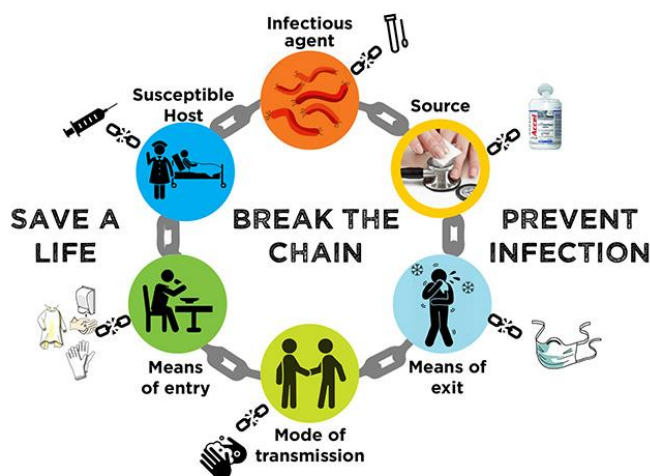 Infectious
agent
Susceptible
Host
Source
Accel
SAVE A
LIFE
BREAK THE
CHAIN
PREVENT
INFECTION
Means
of entry
Means of
exit
Mode of
transmission